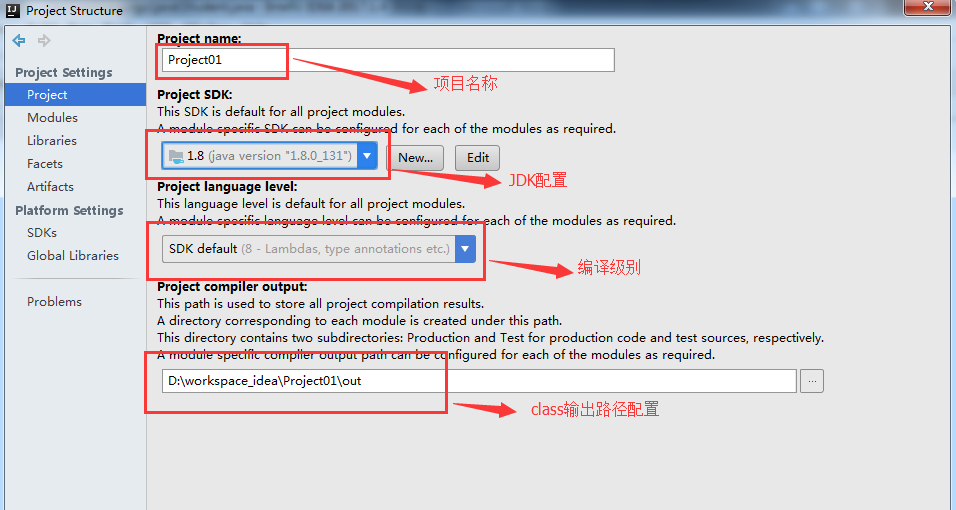 Project Structure
Project Settings
Project
Modules
Libraries
Facets
Artifacts
Platform Settings
SDKs
Global Libraries
Problems
Project name:
Project01
项目名称
Project SDK:
This SDK is default for all project modules.
A module specific SDK can be configured for each of the modules as required.
1.8 (java version "1.8.0_131")
New...
Edit
JDK配置
Project language level:
This language level is default for all project modules.
A module specific language level can be configured for each of the modules as required.
SDK default (8 - Lambdas, type annotations etc.)
编译级别
Project compiler output:
This path is used to store all project compilation results.
A directory corresponding to each module is created under this path.
This directory contains two subdirectories: Production and Test for production code and test sources, respectively.
A module specific compiler output path can be configured for each of the modules as required.
D:\workspace_idea\Project01\out
...
class输出路径配置